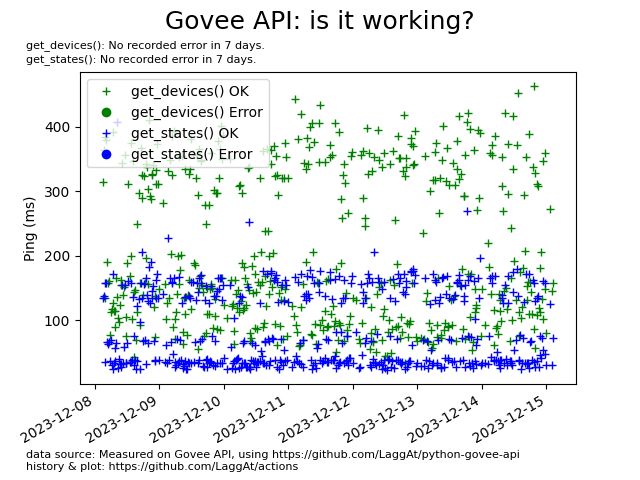 Govee API: is it working?
get_devices(): No recorded error in 7 days.
get_states(): No recorded error in 7 days.
get_devices() OK
get_devices() Error
get_states() OK
get_states() Error
Ping (ms)
400
300
200
100
2023-12-08
2023-12-09
2023-12-10
2023-12-11
2023-12-12
2023-12-13
2023-12-14
2023-12-15
data source: Measured on Govee API, using https://github.com/LaggAt/python-govee-api
history & plot: https://github.com/LaggAt/actions